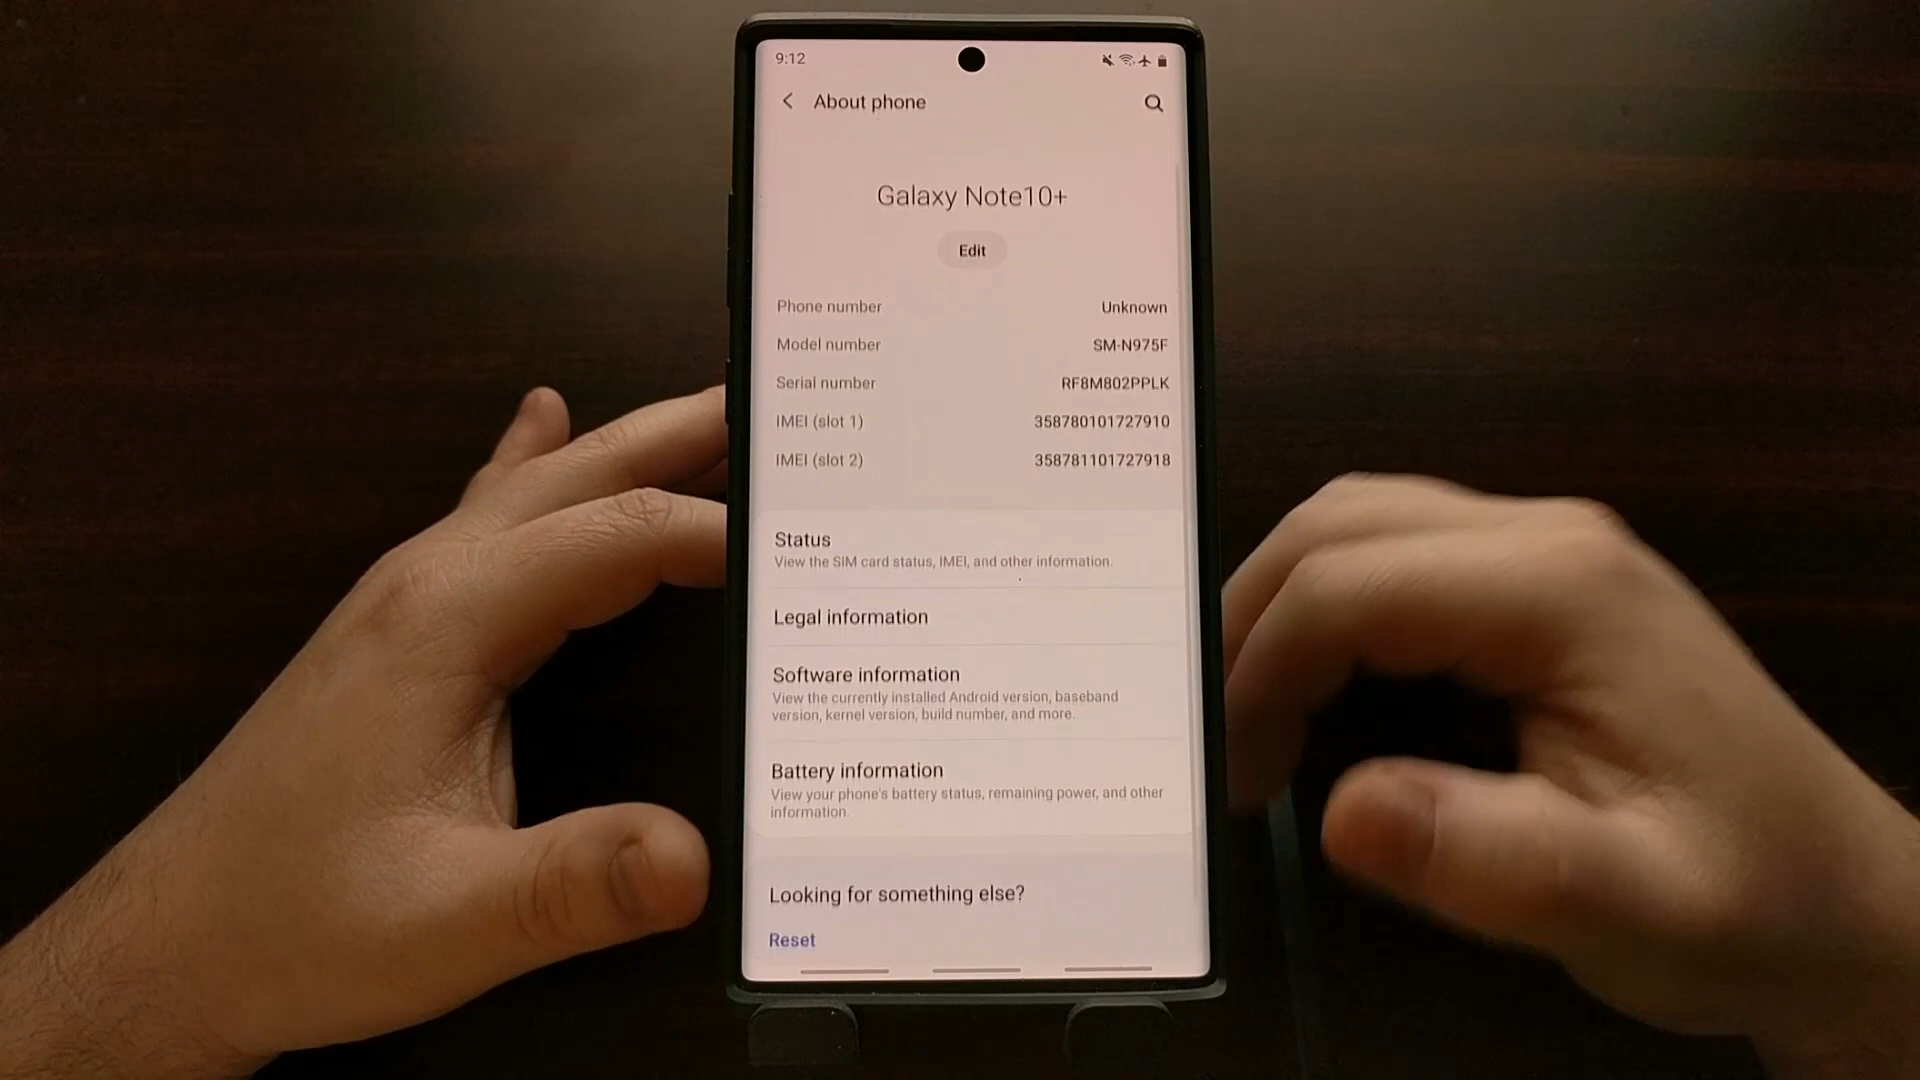 9:12
About phone
Galaxy Note10+
Edit
Phone number Unknown
Model number SM-N975F
Serial number RF8M802PPLK
IMEI (slot 1) 358780101727910
IMEI (slot 2) 358781101727918
Status
View the SIM card status, IMEI, and other information.
Legal information
Software information
View the currently installed Android version, baseband
version, kernel version, build number, and more.
Battery information
View your phone's battery status, remaining power, and other
information.
Looking for something else?
Reset